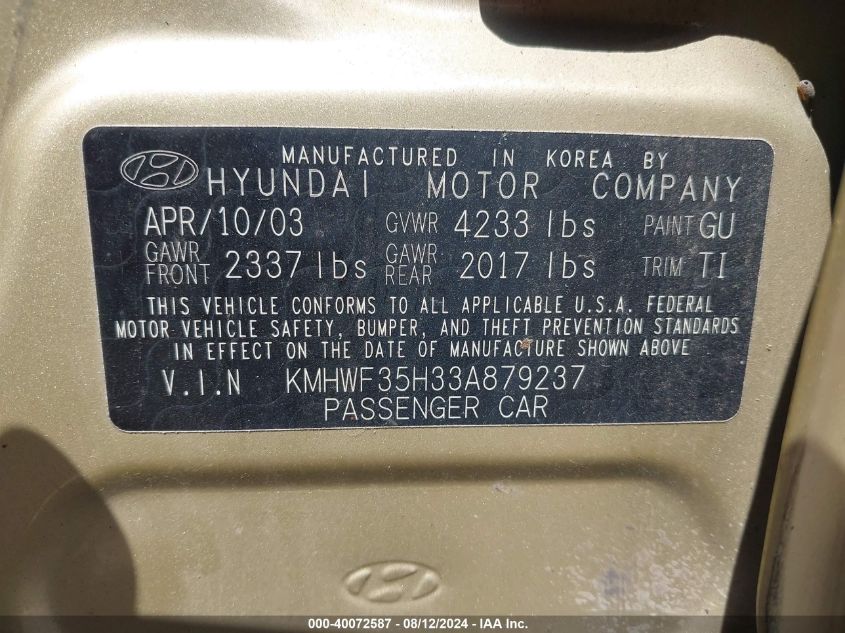 MANUFACTURED IN KOREA BY
HYUNDAI MOTOR COMPANY
APR/10/03 GVWR 4233 lbs PAINT GU
GAWR FRONT 2337 lbs GAWR REAR 2017 lbs TRIM TI
THIS VEHICLE CONFORMS TO ALL APPLICABLE U.S.A. FEDERAL
MOTOR VEHICLE SAFETY, BUMPER, AND THEFT PREVENTION STANDARDS
IN EFFECT ON THE DATE OF MANUFACTURE SHOWN ABOVE
V.I.N KMHWF35H33A879237
PASSENGER CAR
000-40072587 - 08/12/2024 - IAA Inc.